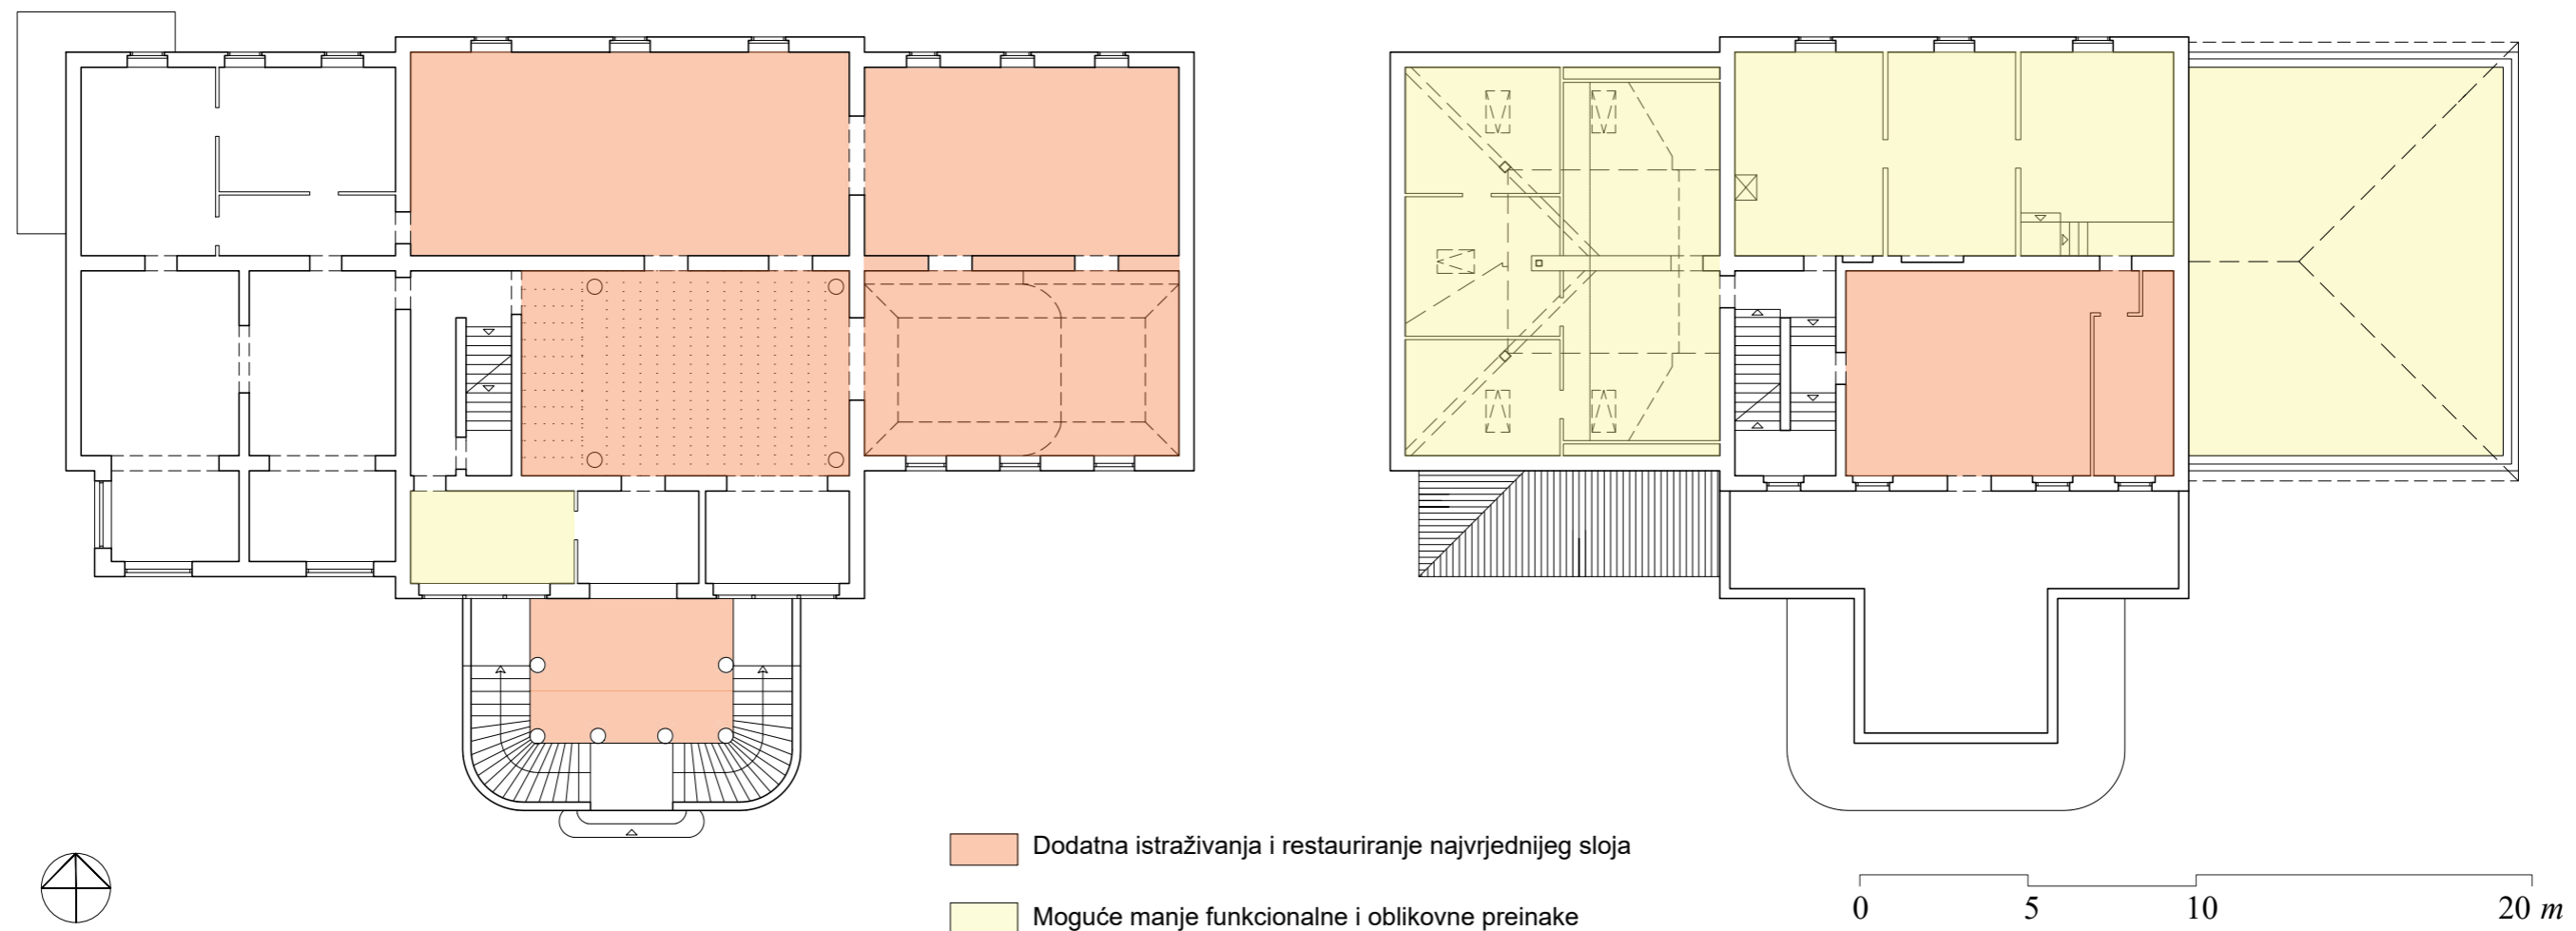 Dodatna istraživanja i restauriranje najvrjednijeg sloja
Moguće manje funkcionalne i oblikovne preinake
0 5 10 20 m